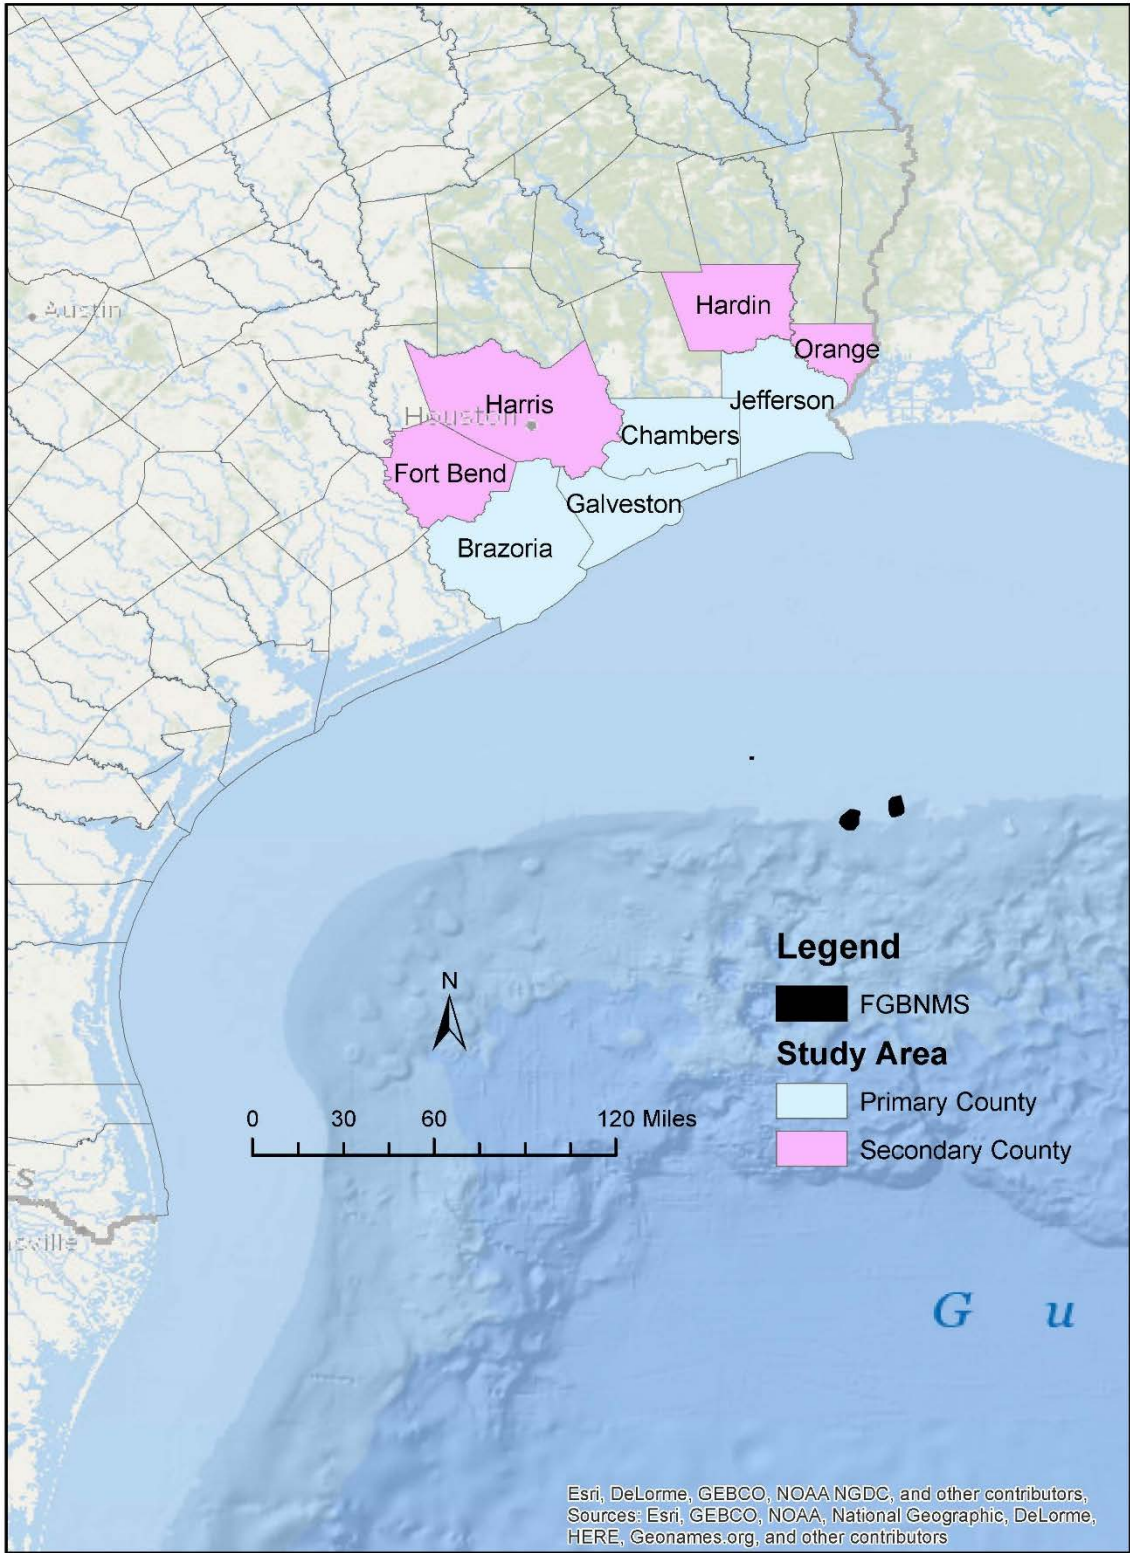 Austin
Hardin
Orange
Harris
Houston
Jefferson
Chambers
Fort Bend
Galveston
Brazoria
Legend
N
FGBNMS
Study Area
0 30 60 120 Miles
Primary County
Secondary County
G u
Esri, DeLorme, GEBCO, NOAA NGDC, and other contributors,
Sources: Esri, GEBCO, NOAA, National Geographic, DeLorme,
HERE, Geonames.org, and other contributors